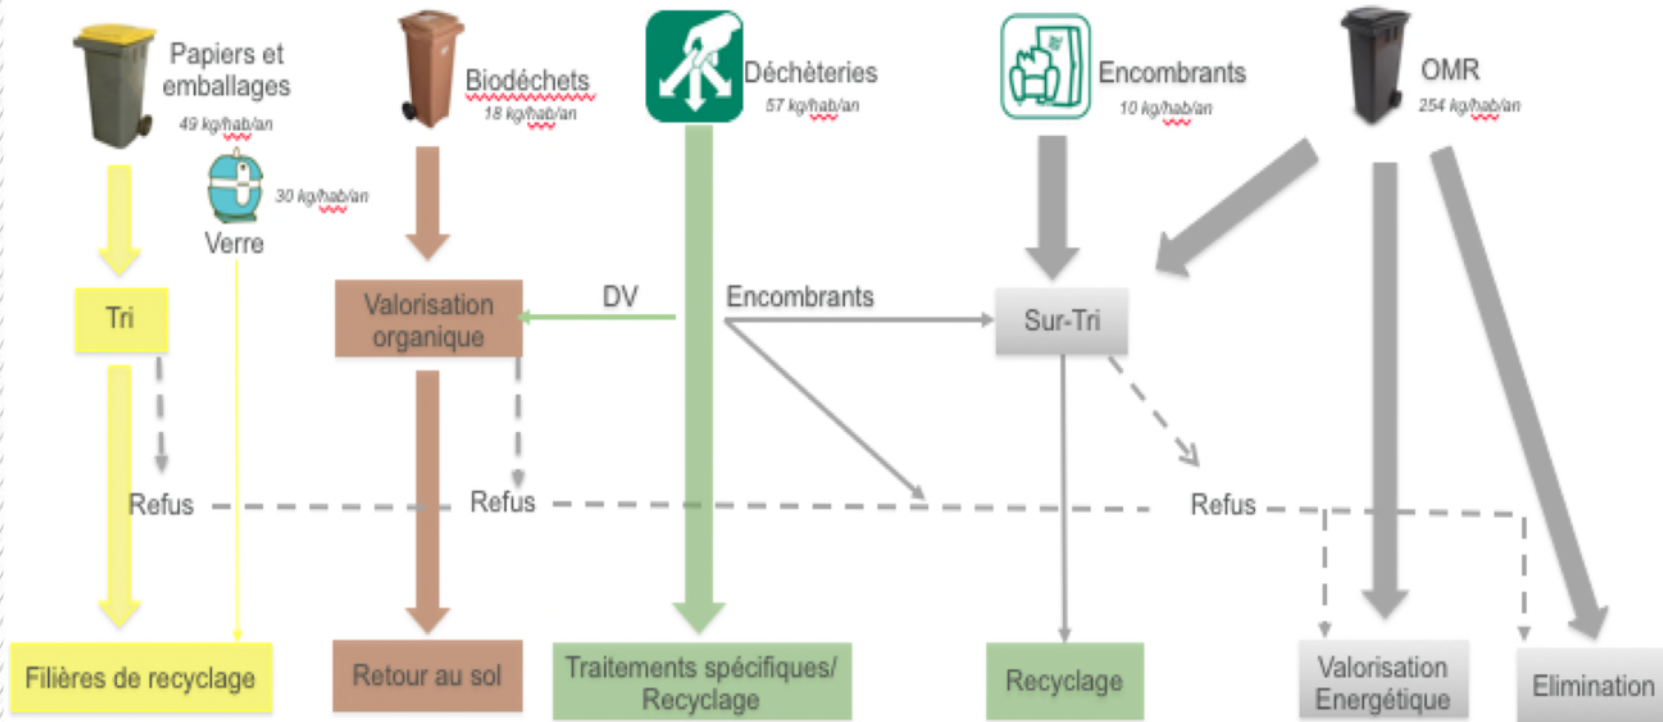 Papiers et
emballages
49 kg/hab/an
Biodéchets
18 kg/hab/an
Déchèteries
57 kg/hab/an
Encombrants
10 kg/hab/an
OMR
254 kg/hab/an
30 kg/hab/an
Verre
Tri
Valorisation
organique
DV
Encombrants
Sur-Tri
Refus
Refus
Refus
Filières de recyclage
Retour au sol
Traitements spécifiques/
Recyclage
Recyclage
Valorisation
Energétique
Elimination